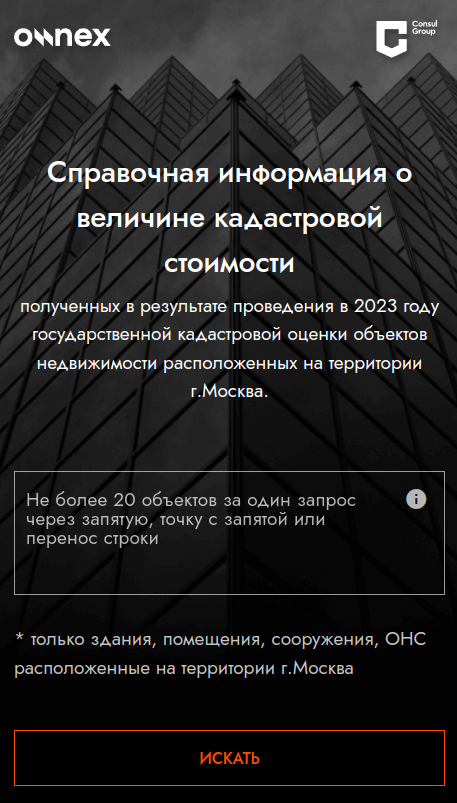 ownex
Consul
Group
Справочная информация о
величине кадастровой
стоимости
полученных в результате проведения в 2023 году
государственной кадастровой оценки объектов
недвижимости расположенных на территории
г.Москва.
Не более 20 объектов за один запрос
через запятую, точку с запятой или
перенос строки
* только здания, помещения, сооружения, ОНС
расположенные на территории г.Москва
ИСКАТЬ